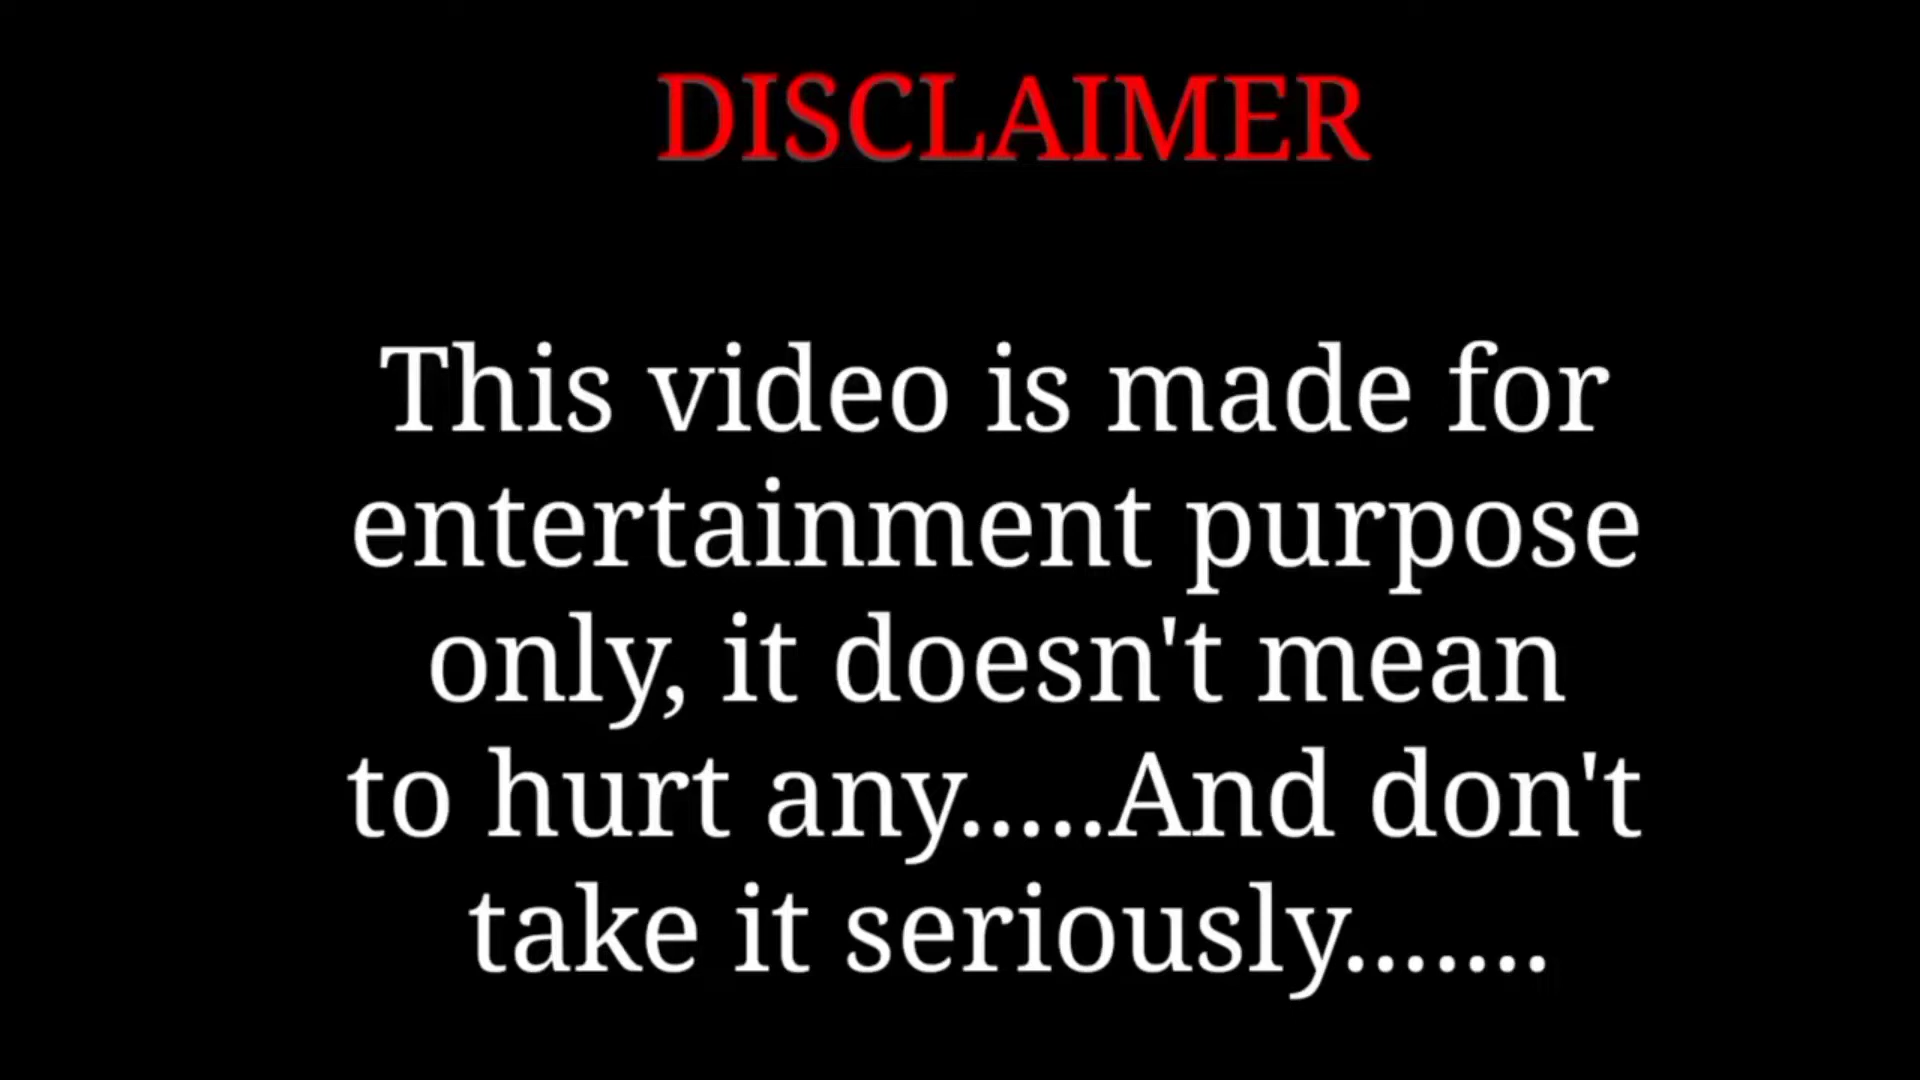 DISCLAIMER
This video is made for
entertainment purpose
only, it doesn't mean
to hurt any.....And don't
take it seriously.......